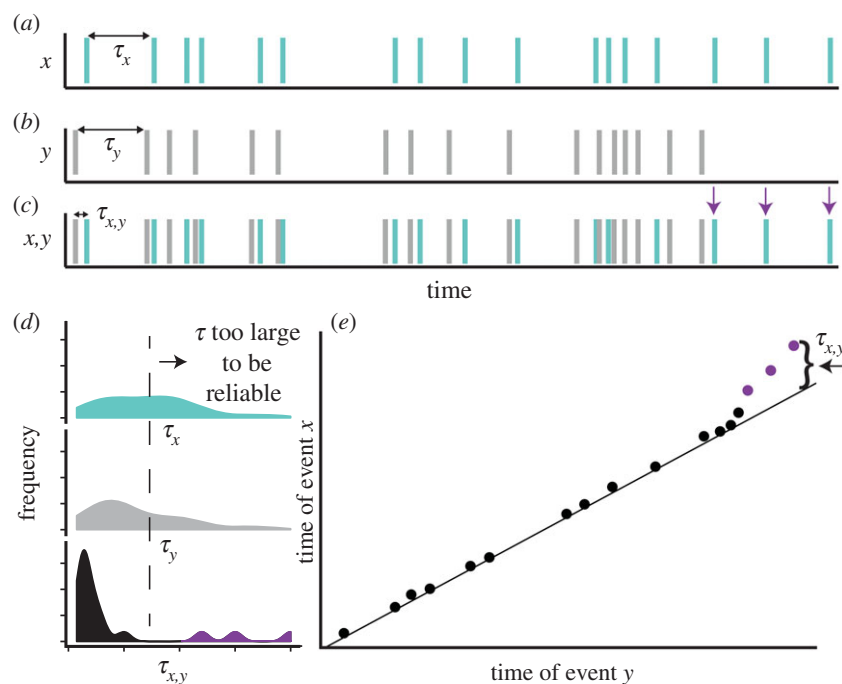 (a)
x
τx
(b)
y
τy
(c)
x,y
τx,y
time
(d)
τ too large
to be
reliable
τx
τy
frequency
τx,y
(e)
τx,y
time of event x
time of event y